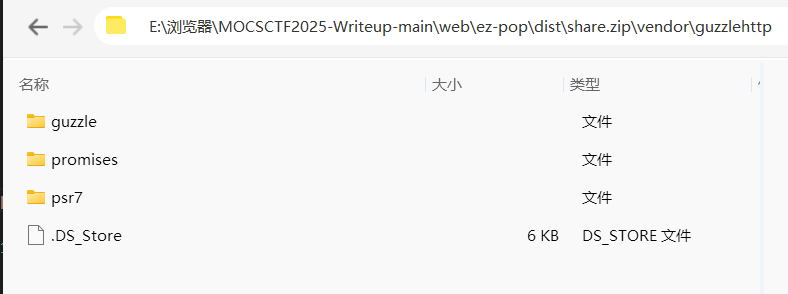 E:\浏览器\MOCSCTF2025-Writeup-main\web\ez-pop\dist\share.zip\vendor\guzzlehttp
名称 大小 类型
guzzle 文件
promises 文件
psr7 文件
.DS_Store 6 KB DS_STORE 文件